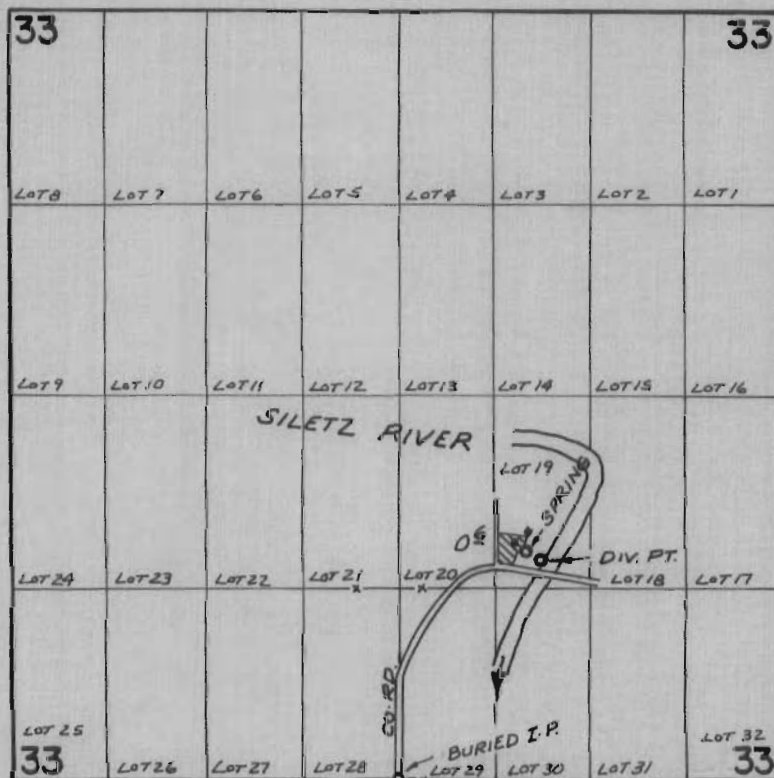 33 33
LOT 8 LOT 7 LOT 6 LOT 5 LOT 4 LOT 3 LOT 2 LOT 1
LOT 9 LOT 10 LOT 11 LOT 12 LOT 13 LOT 14 LOT 15 LOT 16
SILETZ RIVER
LOT 19
SPRING
DIV. PT.
LOT 24 LOT 23 LOT 22 LOT 21 LOT 20 LOT 18 LOT 17
CO. RD.
BURIED I.P.
LOT 25 LOT 32
33 LOT 26 LOT 27 LOT 28 LOT 29 LOT 30 LOT 31 33